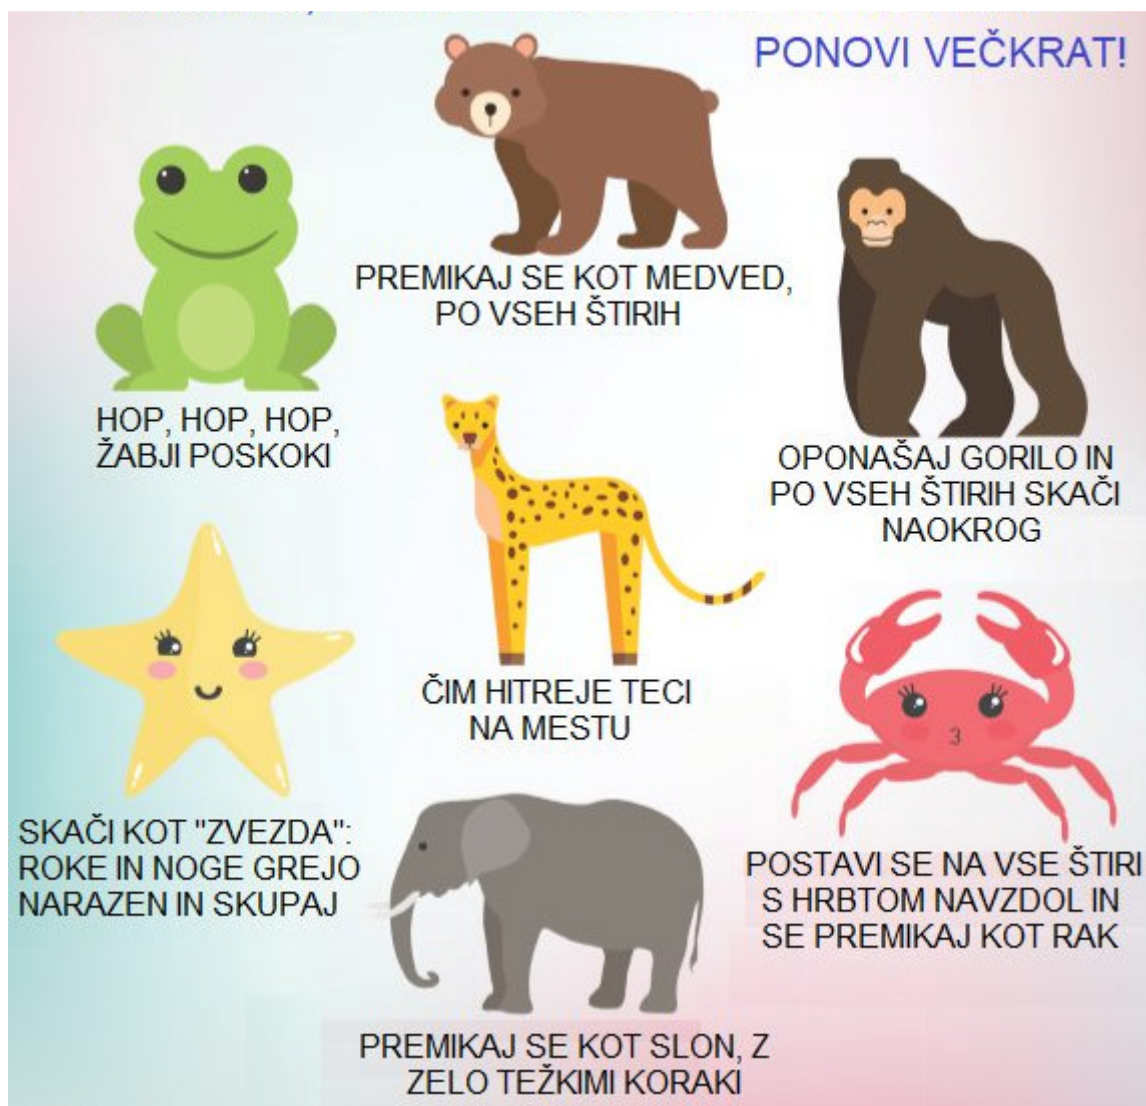 PONOVI VEČKRAT!
PREMIKAJ SE KOT MEDVED,
PO VSEH ŠTIRIH
HOP, HOP, HOP,
ŽABJI POSKOKI
OPONAŠAJ GORILO IN
PO VSEH ŠTIRIH SKAČI
NAOKROG
ČIM HITREJE TECI
NA MESTU
SKAČI KOT "ZVEZDA":
ROKE IN NOGE GREJO
NARAZEN IN SKUPAJ
POSTAVI SE NA VSE ŠTIRI
S HRBTOM NAVZDOL IN
SE PREMIKAJ KOT RAK
PREMIKAJ SE KOT SLON, Z
ZELO TEŽKIMI KORAKI